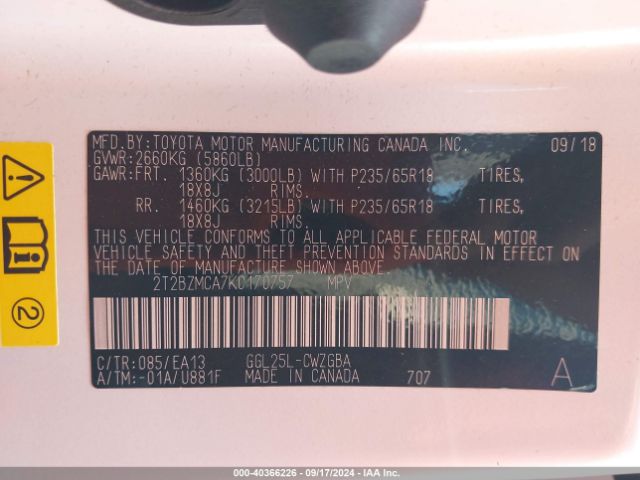 MFD.BY:TOYOTA MOTOR MANUFACTURING CANADA INC. 09/18
GVWR:2660KG (5860LB)
GAWR:FRT. 1360KG (3000LB) WITH P235/65R18 TIRES,
18X8J RIMS.
RR. 1460KG (3215LB) WITH P235/65R18 TIRES,
18X8J RIMS.
THIS VEHICLE CONFORMS TO ALL APPLICABLE FEDERAL MOTOR
VEHICLE SAFETY AND THEFT PREVENTION STANDARDS IN EFFECT ON
THE DATE OF MANUFACTURE SHOWN ABOVE.
2T2BZMCA7KC170757 MPV
C/TR:085/EA13 GGL25L-CWZGBA
A/TM:-01A/U881F MADE IN CANADA 707 A
2
000-40366226 - 09/17/2024 - IAA Inc.